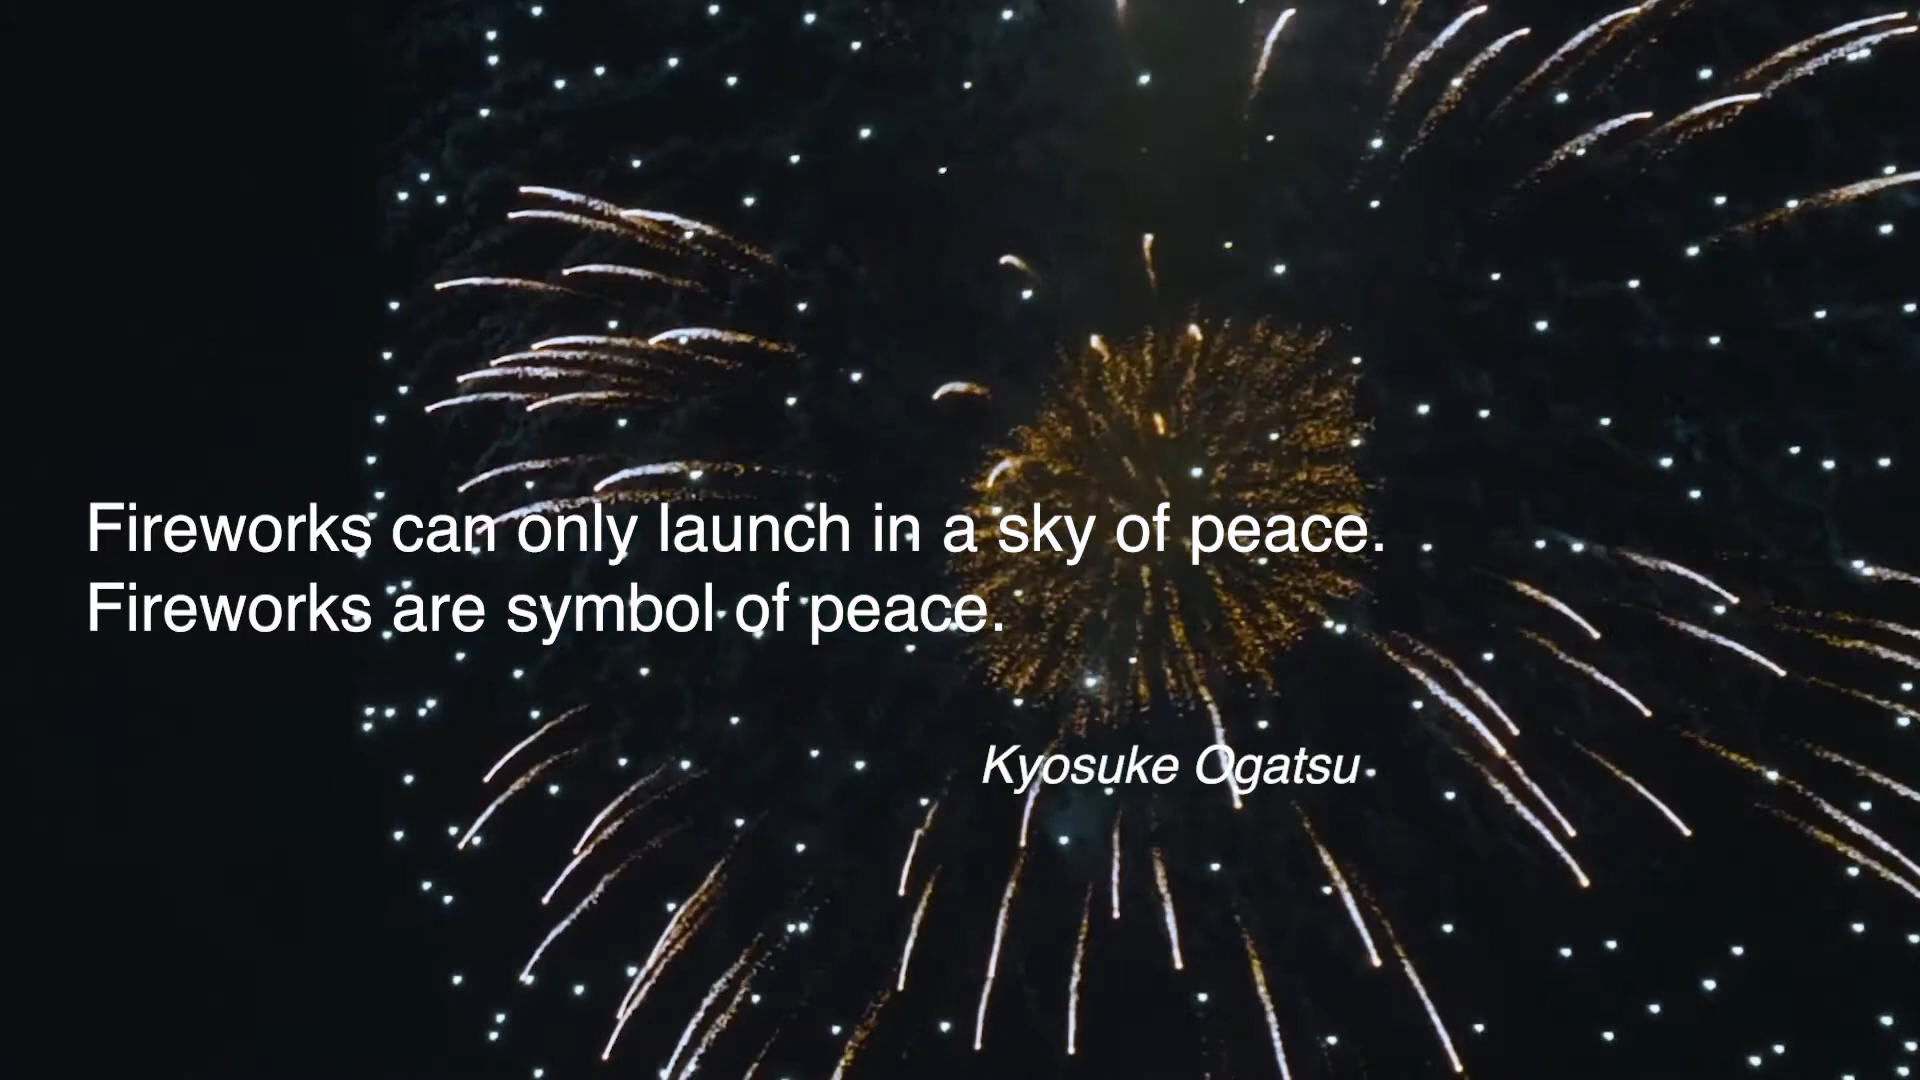 Fireworks can only launch in a sky of peace.
Fireworks are symbol of peace.
Kyosuke Ogatsu